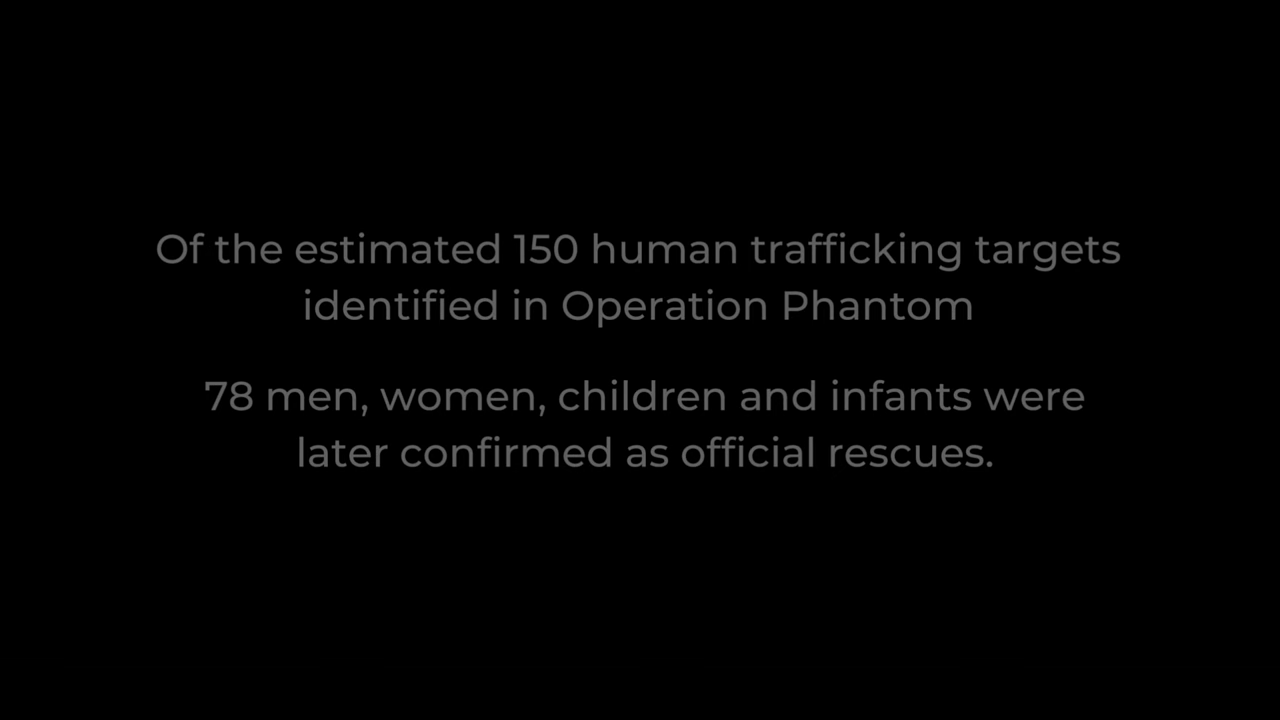 Of the estimated 150 human trafficking targets
identified in Operation Phantom
78 men, women, children and infants were
later confirmed as official rescues.